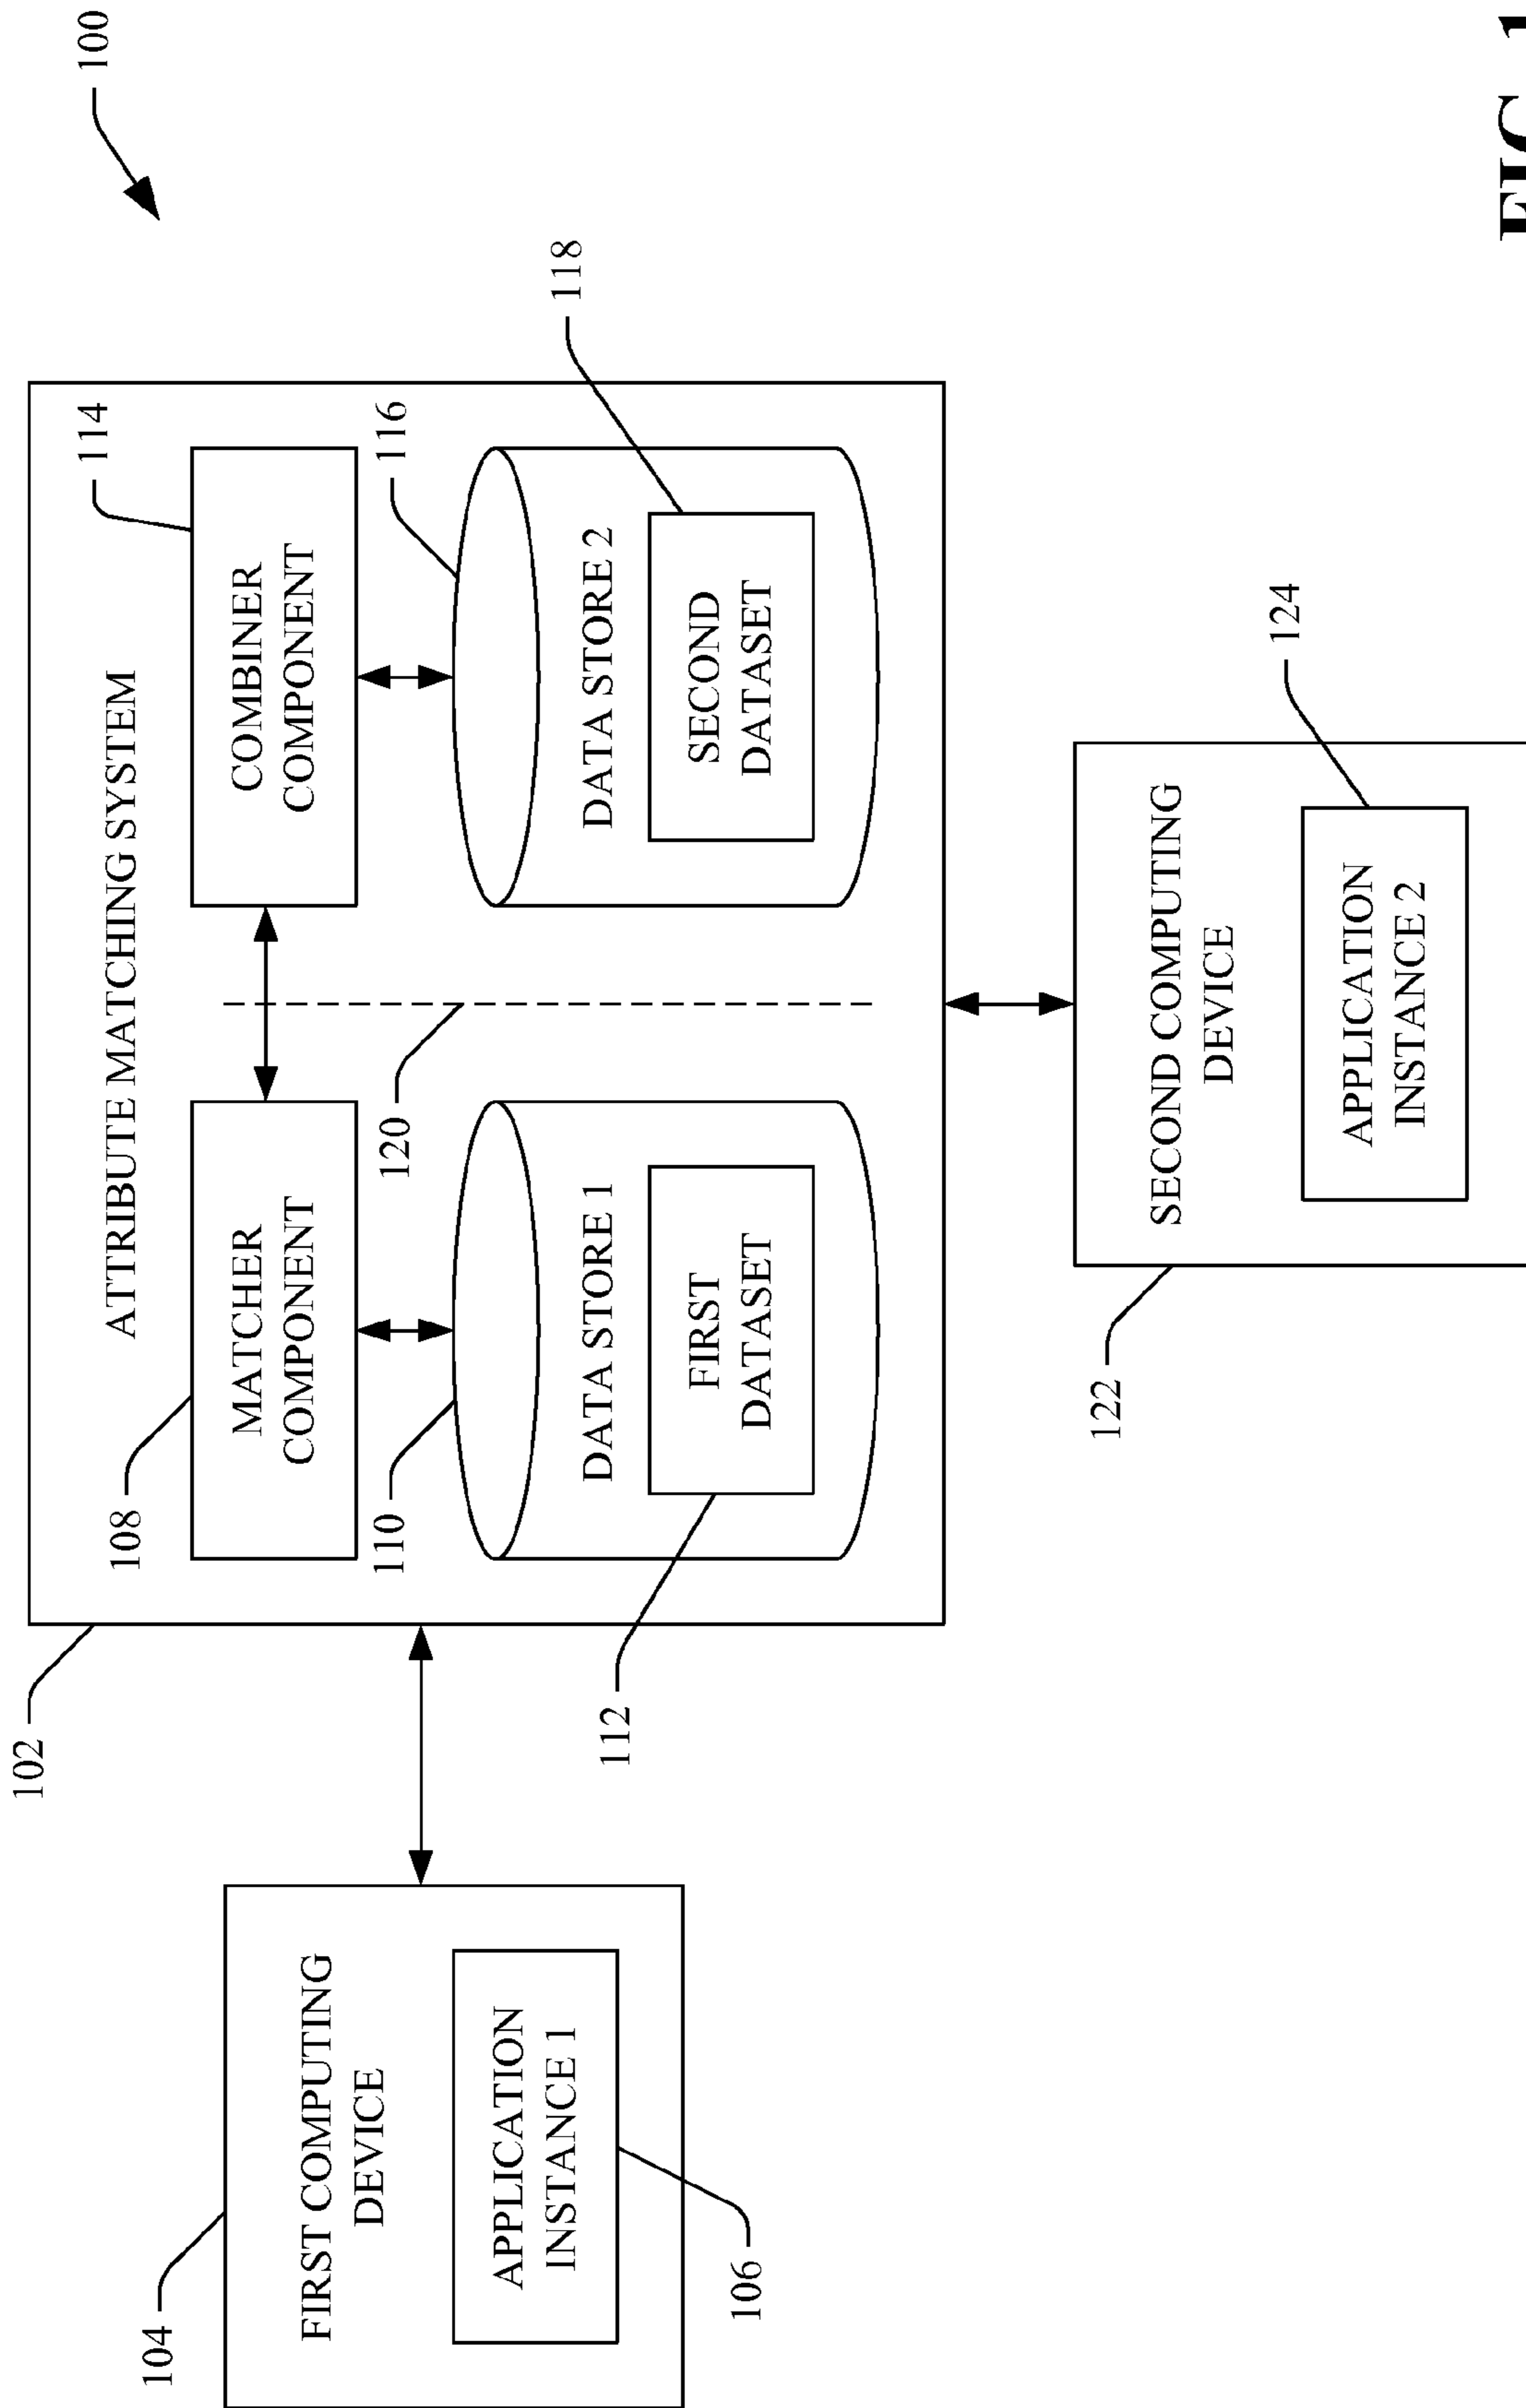 100
102
ATTRIBUTE MATCHING SYSTEM
108
MATCHER
COMPONENT
114
COMBINER
COMPONENT
104
FIRST COMPUTING
DEVICE
110
116
120
DATA STORE 1
DATA STORE 2
118
APPLICATION
INSTANCE 1
FIRST
DATASET
SECOND
DATASET
112
106
122
SECOND COMPUTING
DEVICE
124
APPLICATION
INSTANCE 2